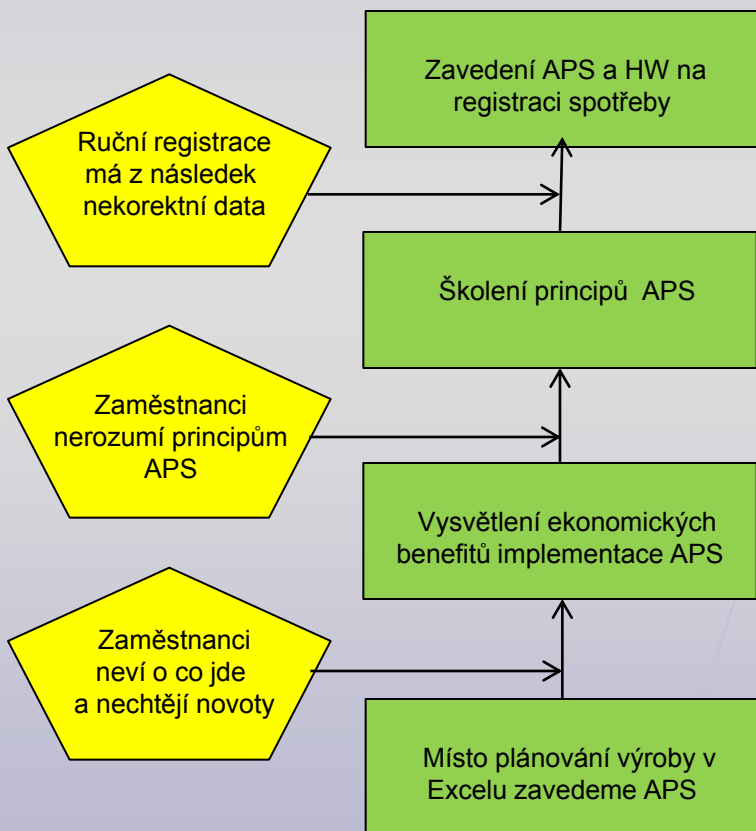 Zavedení APS a HW na
registraci spotřeby
Ruční registrace
má z následek
nekorektní data
Školení principů APS
Zaměstnanci
nerozumí principům
APS
Vysvětlení ekonomických
benefitů implementace APS
Zaměstnanci
neví o co jde
a nechtějí novoty
Místo plánování výroby v
Excelu zavedeme APS